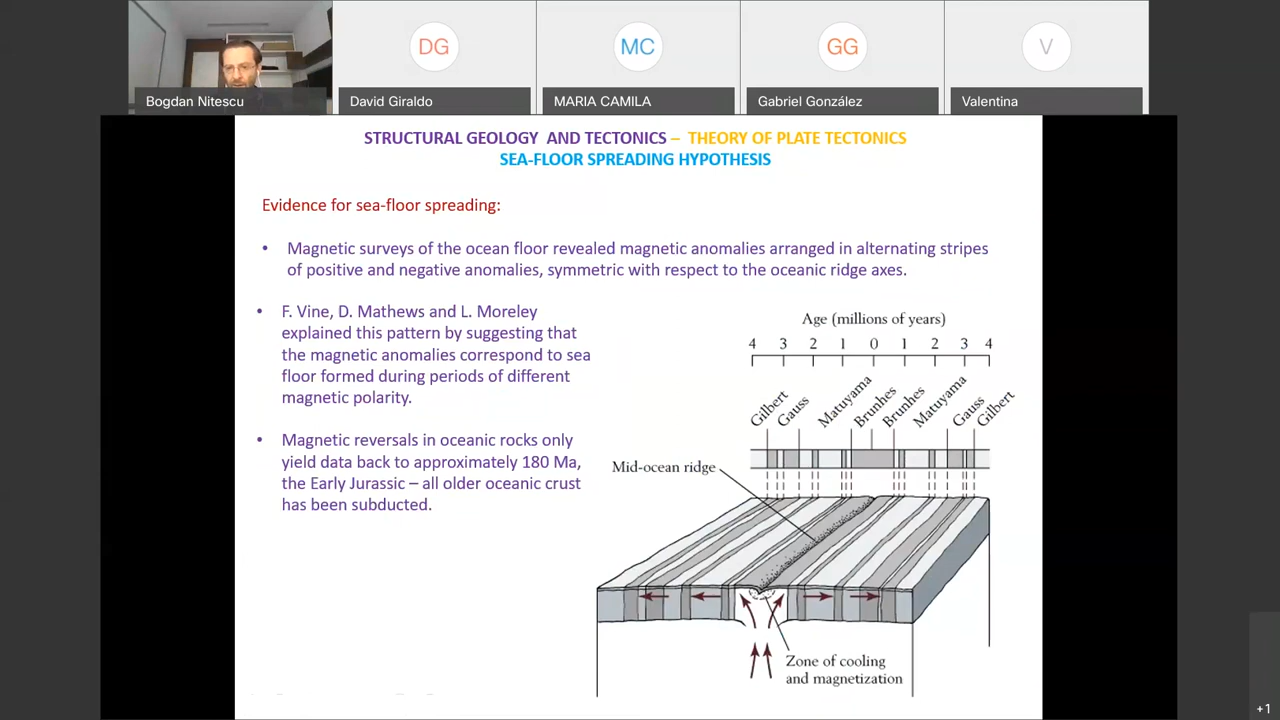 DG
MC
GG
V
Bogdan Nitescu
David Giraldo
MARIA CAMILA
Gabriel González
Valentina
STRUCTURAL GEOLOGY AND TECTONICS – THEORY OF PLATE TECTONICS
SEA-FLOOR SPREADING HYPOTHESIS
Evidence for sea-floor spreading:
• Magnetic surveys of the ocean floor revealed magnetic anomalies arranged in alternating stripes
of positive and negative anomalies, symmetric with respect to the oceanic ridge axes.
• F. Vine, D. Mathews and L. Moreley
explained this pattern by suggesting that
the magnetic anomalies correspond to sea
floor formed during periods of different
magnetic polarity.
• Magnetic reversals in oceanic rocks only
yield data back to approximately 180 Ma,
the Early Jurassic – all older oceanic crust
has been subducted.
Age (millions of years)
4 3 2 1 0 1 2 3 4
Gilbert Gauss Matuyama Brunhes Brunhes Matuyama Gauss Gilbert
Mid-ocean ridge
Zone of cooling
and magnetization
+1